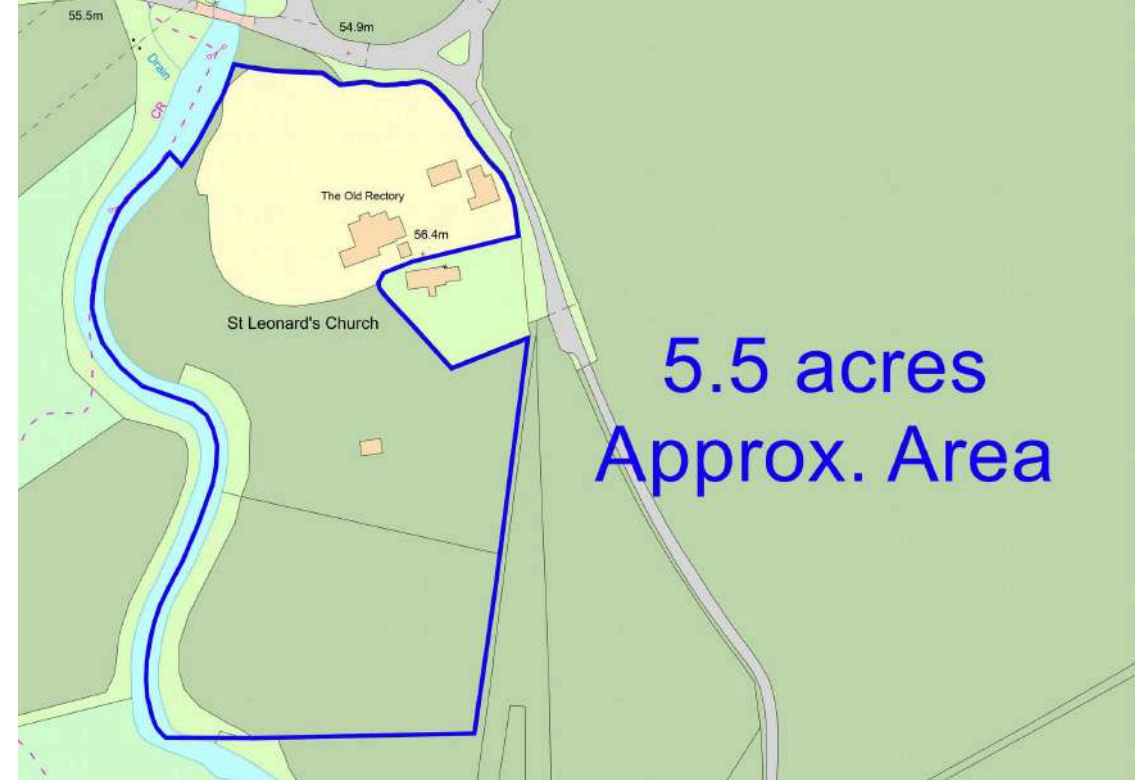 55.5m
54.9m
Drain
CR
The Old Rectory
56.4m
St Leonard's Church
5.5 acres
Approx. Area